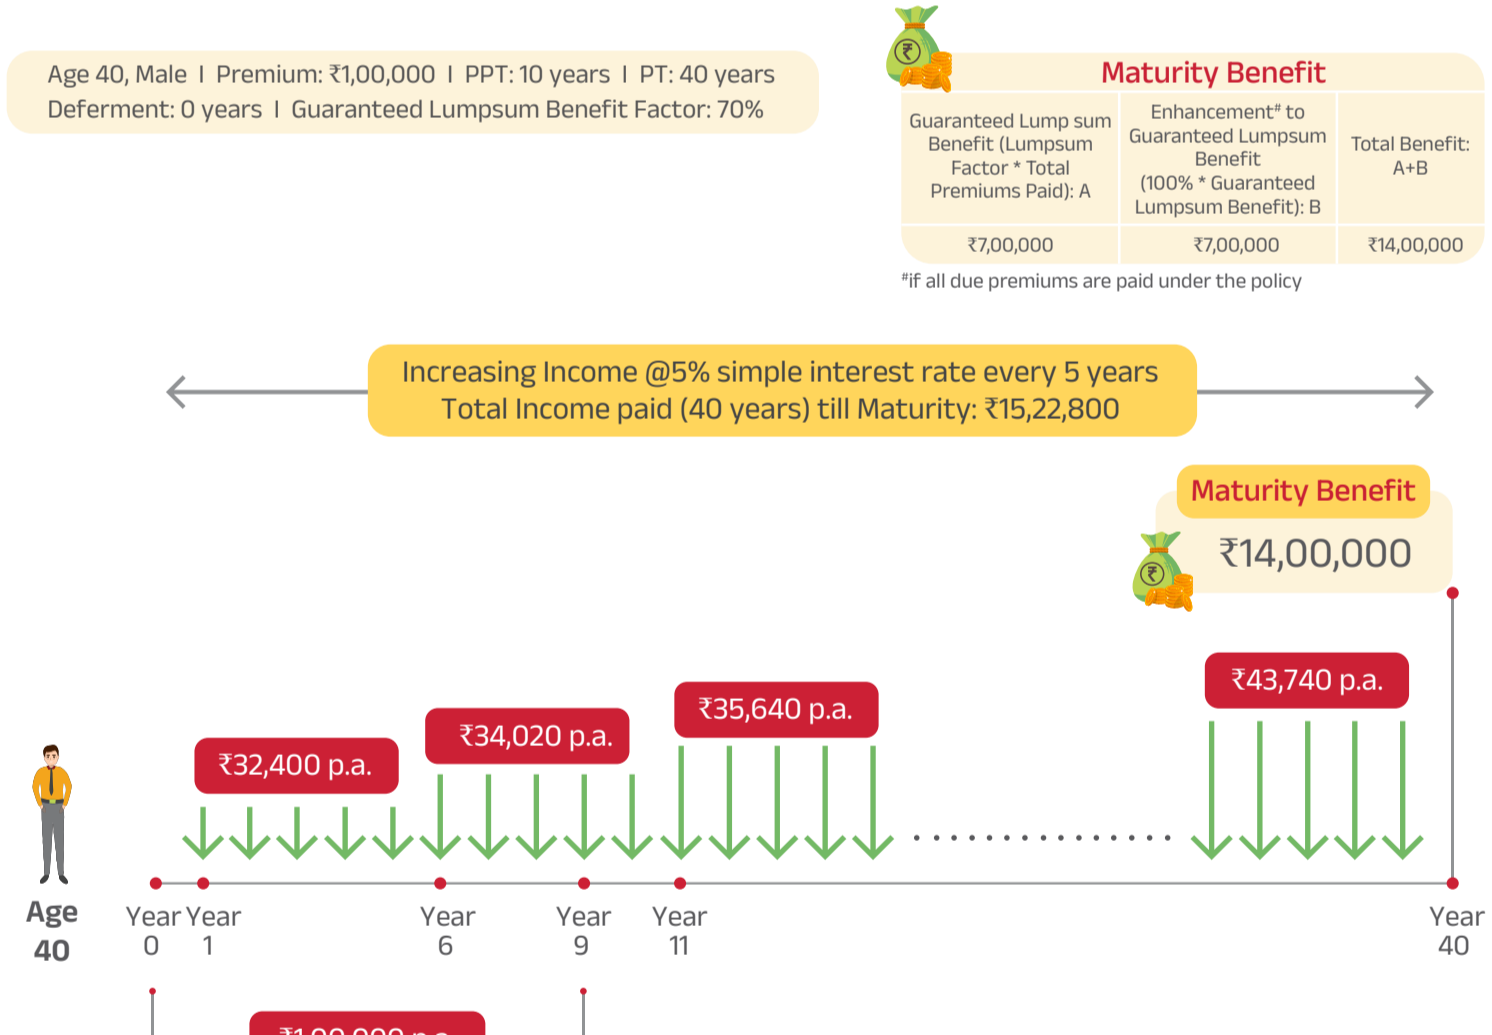 Age 40, Male I Premium: ₹1,00,000 I PPT: 10 years I PT: 40 years
Deferment: 0 years I Guaranteed Lumpsum Benefit Factor: 70%
₹
Maturity Benefit
Guaranteed Lump sum
Benefit (Lumpsum
Factor * Total
Premiums Paid): A
Enhancement# to
Guaranteed Lumpsum
Benefit
(100% * Guaranteed
Lumpsum Benefit): B
Total Benefit:
A+B
₹7,00,000
₹7,00,000
₹14,00,000
#if all due premiums are paid under the policy
Increasing Income @5% simple interest rate every 5 years
Total Income paid (40 years) till Maturity: ₹15,22,800
Maturity Benefit
₹
₹14,00,000
₹32,400 p.a.
₹34,020 p.a.
₹35,640 p.a.
₹43,740 p.a.
Age
40
Year
0
Year
1
Year
6
Year
9
Year
11
Year
40
₹1,00,000 p.a.